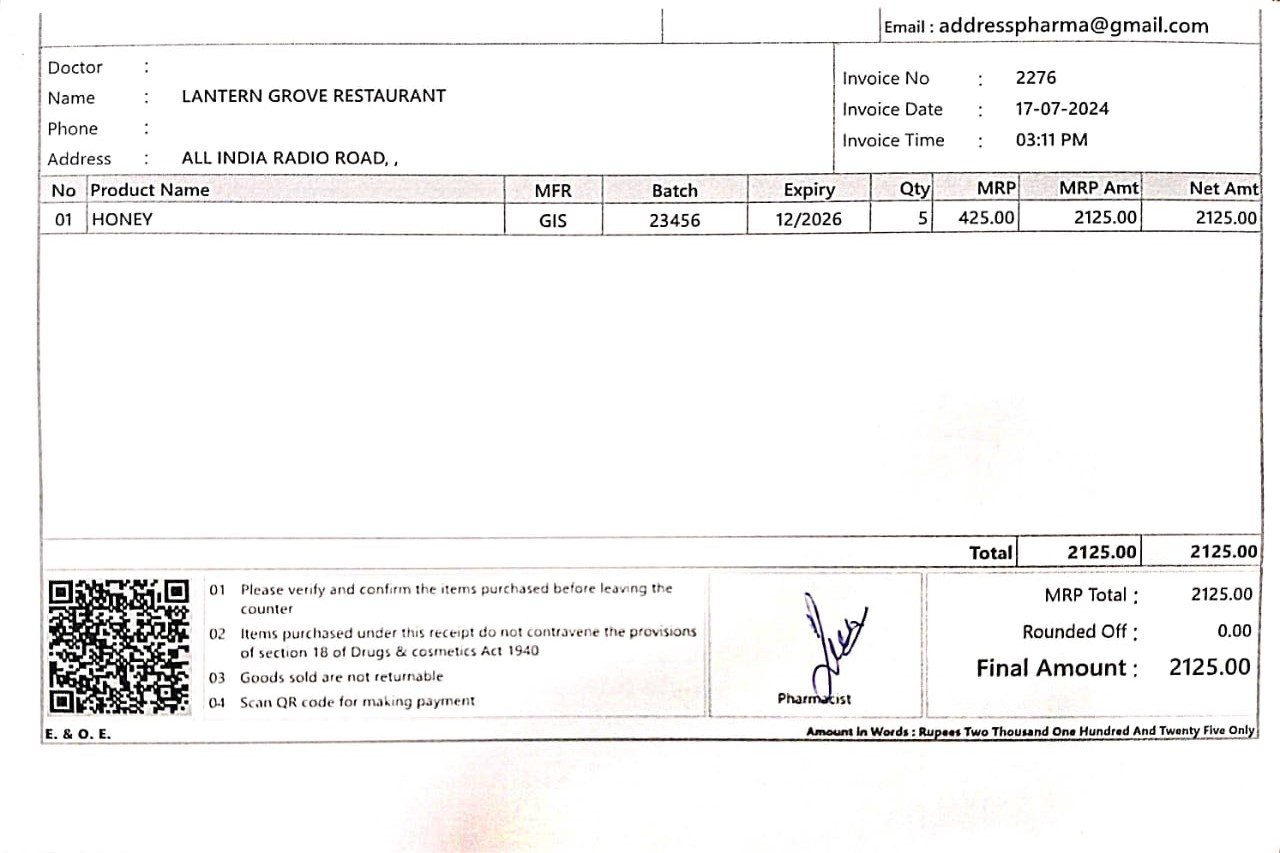 Email : addresspharma@gmail.com
Doctor :
Name : LANTERN GROVE RESTAURANT
Phone :
Address : ALL INDIA RADIO ROAD, ,
Invoice No : 2276
Invoice Date : 17-07-2024
Invoice Time : 03:11 PM
No Product Name MFR Batch Expiry Qty MRP MRP Amt Net Amt
01 HONEY GIS 23456 12/2026 5 425.00 2125.00 2125.00
Total 2125.00 2125.00
01 Please verify and confirm the items purchased before leaving the
counter
02 Items purchased under this receipt do not contravene the provisions
of section 18 of Drugs & cosmetics Act 1940
03 Goods sold are not returnable
04 Scan QR code for making payment
Pharmacist
MRP Total : 2125.00
Rounded Off : 0.00
Final Amount : 2125.00
E. & O. E.
Amount In Words : Rupees Two Thousand One Hundred And Twenty Five Only